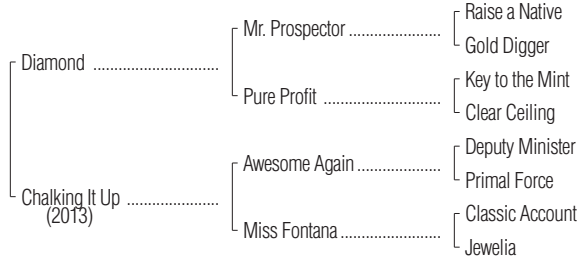 Raise a Native
Mr. Prospector ........................
Gold Digger
Diamond ................................
Key to the Mint
Pure Profit ..............................
Clear Ceiling
Deputy Minister
Awesome Again .....................
Primal Force
Chalking It Up ........................
(2013)
Classic Account
Miss Fontana .........................
Jewelia